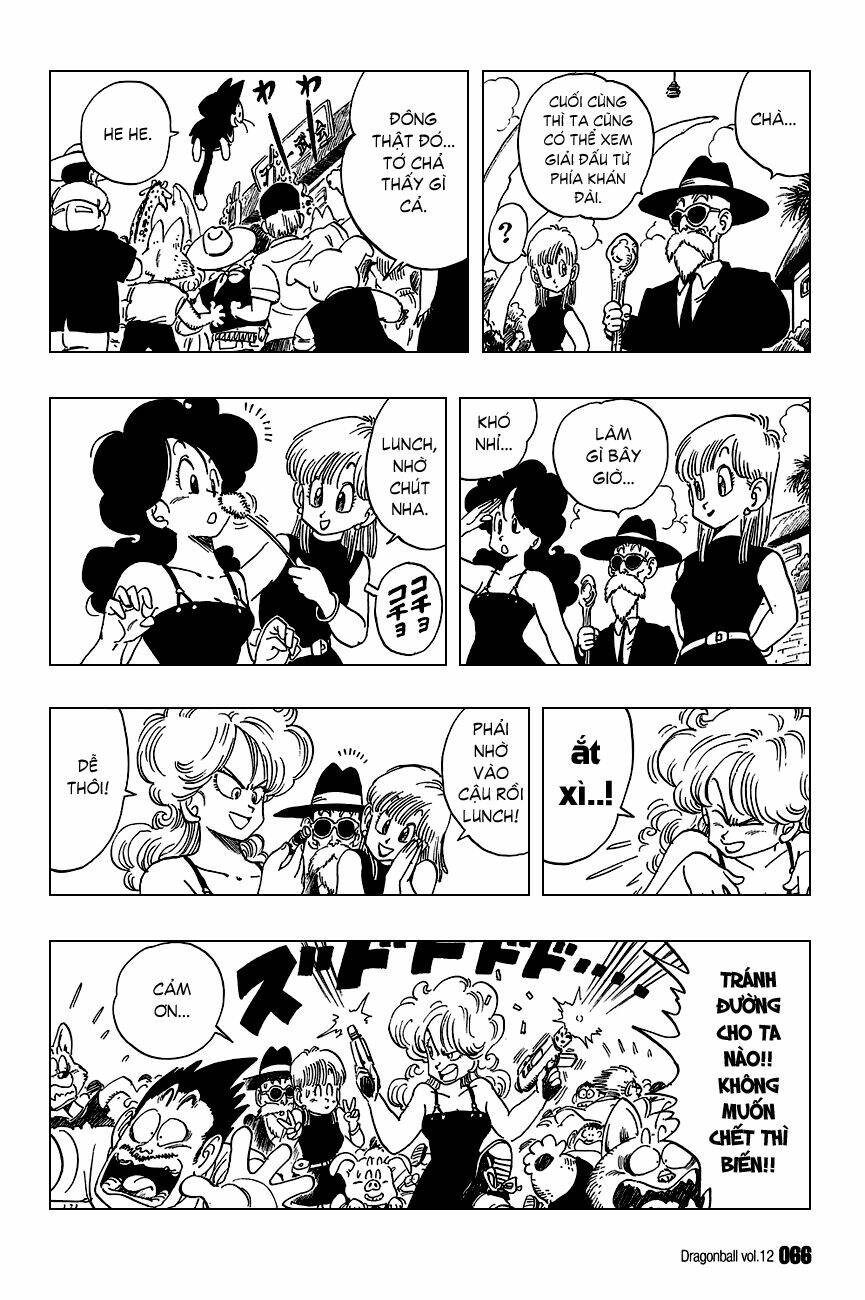 CHÀ...
CUỐI CÙNG
THÌ TA CŨNG
CÓ THỂ XEM
GIẢI ĐẤU TỪ
PHÍA KHÁN
ĐÀI.
?
ĐÔNG
THẬT ĐÓ...
TỚ CHẢ
THẤY GÌ
CẢ.
わ
わ
HE HE.
LÀM
GÌ BÂY
GIỜ...
KHÓ
NHỈ...
LUNCH,
NHỜ
CHÚT
NHA.
コチョ
コチョ
ắt
xì..!
PHẢI
NHỜ
VÀO
CẬU RỒI
LUNCH!
DỄ
THÔI!
TRÁNH
ĐƯỜNG
CHO TA
NÀO!!
KHÔNG
MUỐN
CHẾT THÌ
BIẾN!!
ズドドドド...
CẢM
ƠN...
Dragonball vol.12 066